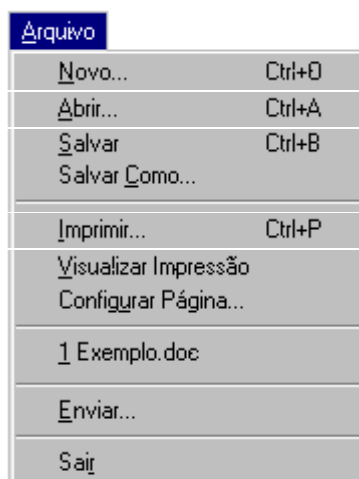 Arquivo
Novo... Ctrl+O
Abrir... Ctrl+A
Salvar Ctrl+B
Salvar Como...
Imprimir... Ctrl+P
Visualizar Impressão
Configurar Página...
1 Exemplo.doc
Enviar...
Sair